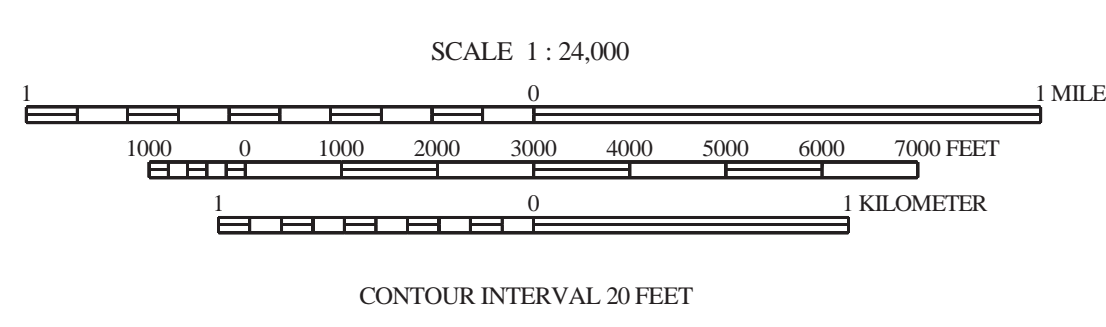 SCALE 1 : 24,000
1 0 1 MILE
1000 0 1000 2000 3000 4000 5000 6000 7000 FEET
1 0 1 KILOMETER
CONTOUR INTERVAL 20 FEET